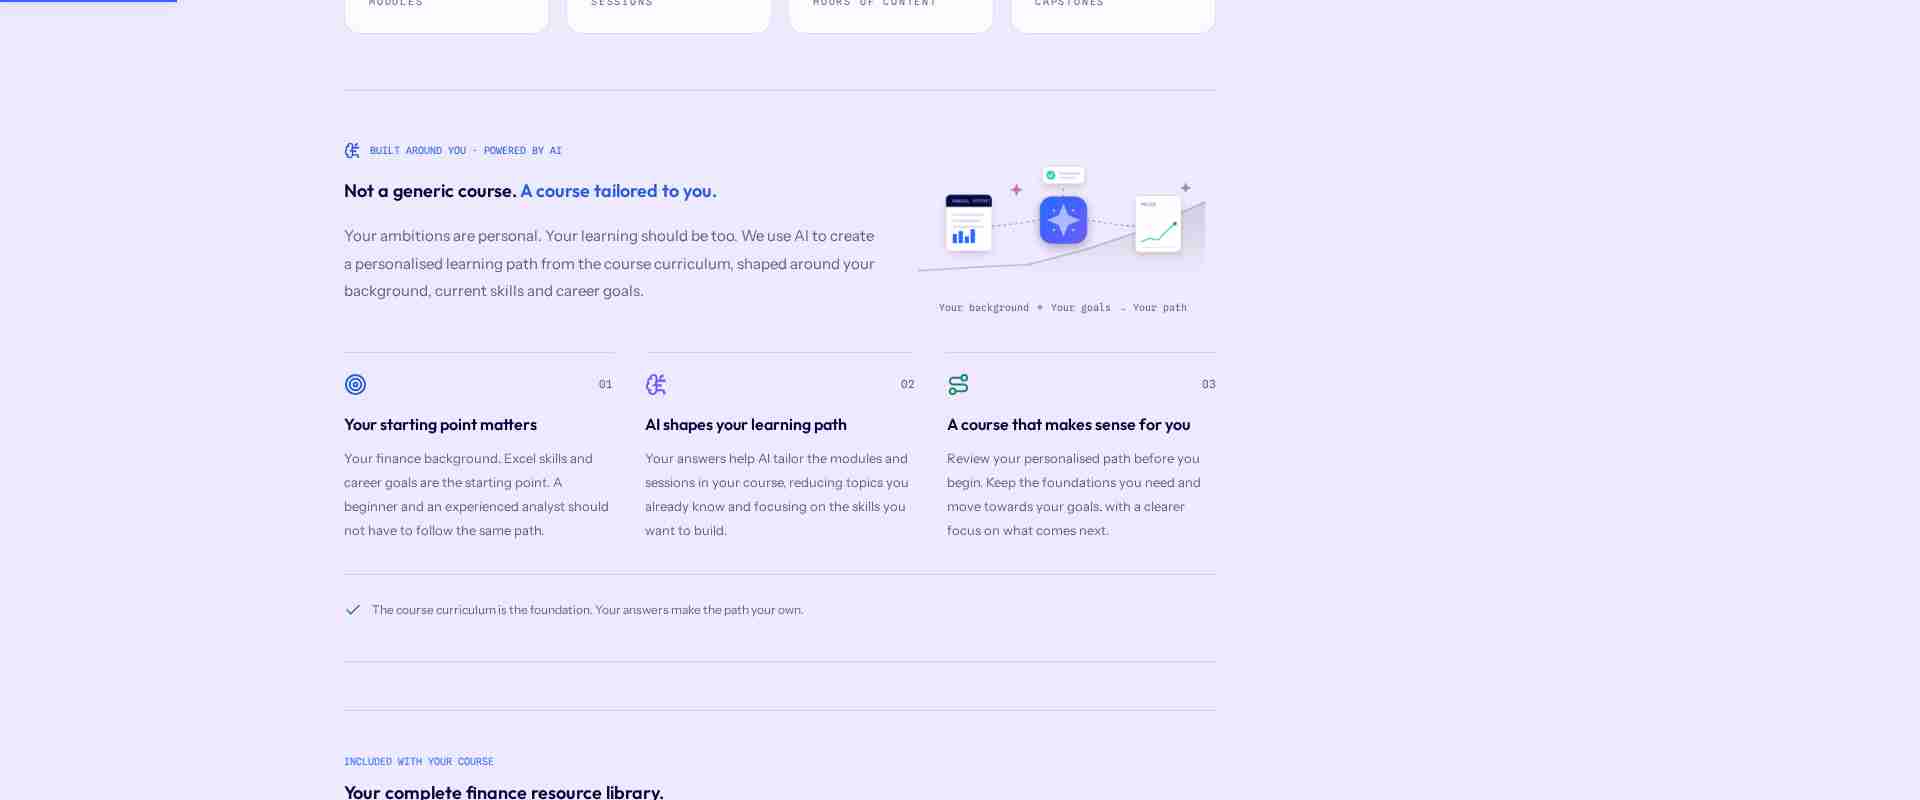 MODULES
SESSIONS
HOURS OF CONTENT
CAPSTONES
BUILT AROUND YOU · POWERED BY AI
Not a generic course. A course tailored to you.
Your ambitions are personal. Your learning should be too. We use AI to create
a personalised learning path from the course curriculum, shaped around your
background, current skills and career goals.
ANNUAL REPORT
Your background + Your goals → Your path
01
Your starting point matters
Your finance background, Excel skills and
career goals are the starting point. A
beginner and an experienced analyst should
not have to follow the same path.
02
AI shapes your learning path
Your answers help AI tailor the modules and
sessions in your course, reducing topics you
already know and focusing on the skills you
want to build.
03
A course that makes sense for you
Review your personalised path before you
begin. Keep the foundations you need and
move towards your goals, with a clearer
focus on what comes next.
The course curriculum is the foundation. Your answers make the path your own.
INCLUDED WITH YOUR COURSE
Your complete finance resource library.